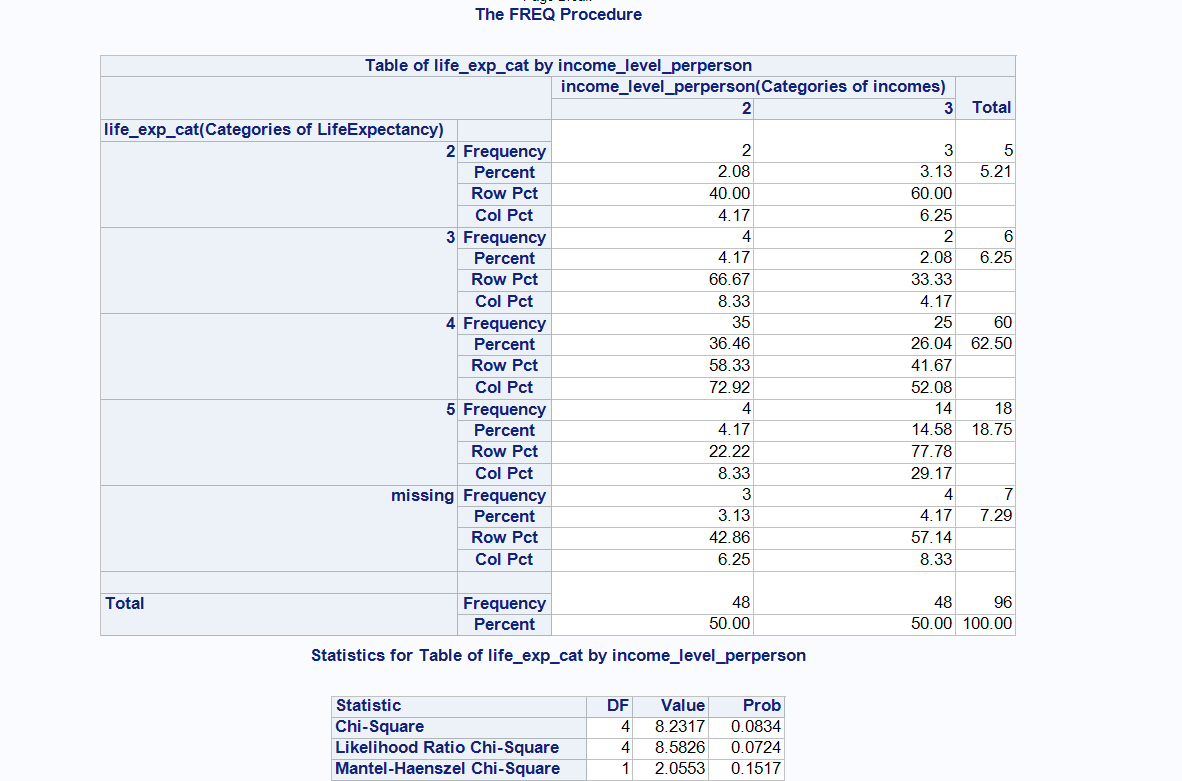 The FREQ Procedure
Table of life_exp_cat by income_level_perperson
income_level_perperson(Categories of incomes)
2 3 Total
life_exp_cat(Categories of LifeExpectancy)
2 Frequency 2 3 5
Percent 2.08 3.13 5.21
Row Pct 40.00 60.00
Col Pct 4.17 6.25
3 Frequency 4 2 6
Percent 4.17 2.08 6.25
Row Pct 66.67 33.33
Col Pct 8.33 4.17
4 Frequency 35 25 60
Percent 36.46 26.04 62.50
Row Pct 58.33 41.67
Col Pct 72.92 52.08
5 Frequency 4 14 18
Percent 4.17 14.58 18.75
Row Pct 22.22 77.78
Col Pct 8.33 29.17
missing Frequency 3 4 7
Percent 3.13 4.17 7.29
Row Pct 42.86 57.14
Col Pct 6.25 8.33
Total Frequency 48 48 96
Percent 50.00 50.00 100.00
Statistics for Table of life_exp_cat by income_level_perperson
Statistic DF Value Prob
Chi-Square 4 8.2317 0.0834
Likelihood Ratio Chi-Square 4 8.5826 0.0724
Mantel-Haenszel Chi-Square 1 2.0553 0.1517